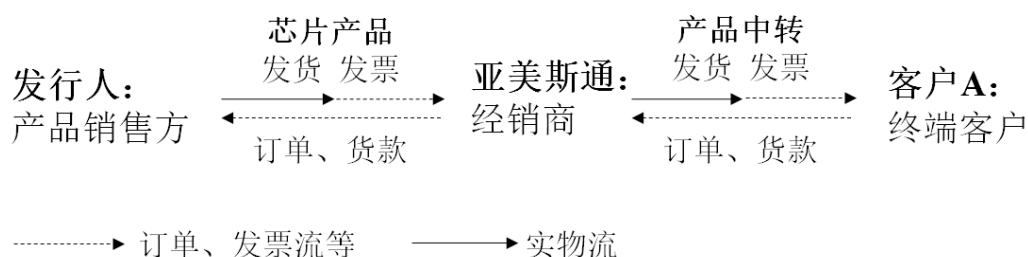 芯片产品
产品中转
发货 发票
发货 发票
发行人：
亚美斯通：
客户A：
产品销售方
经销商
终端客户
订单、货款
订单、货款
订单、发票流等
实物流